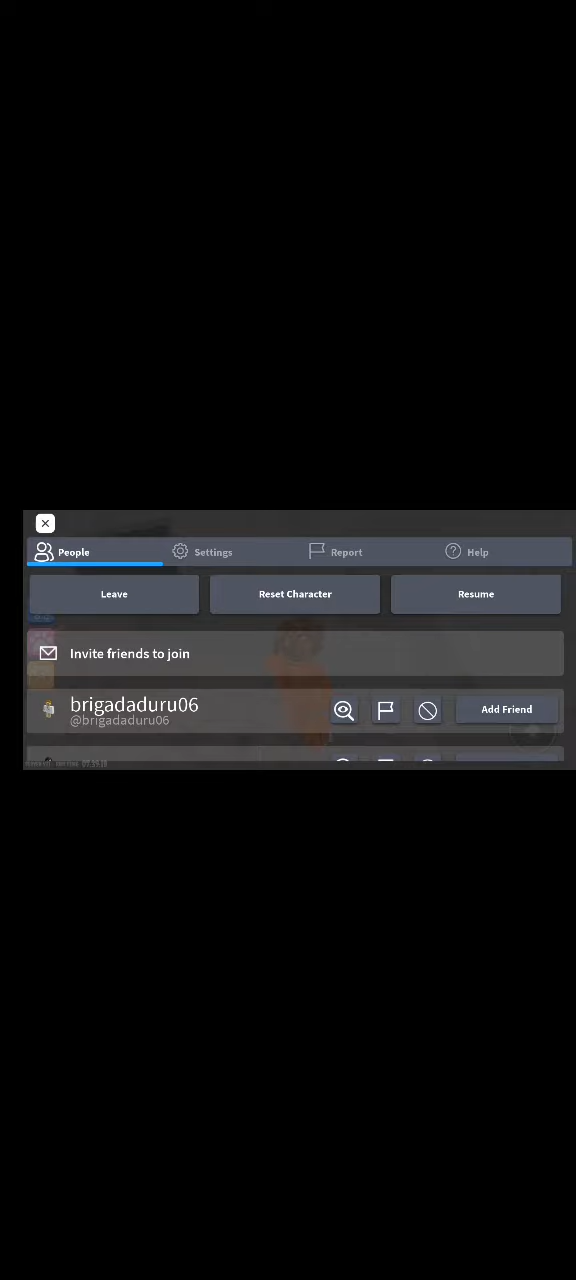 People
Settings
Report
Help
Leave
Reset Character
Resume
Invite friends to join
brigadaduru06
@brigadaduru06
Add Friend